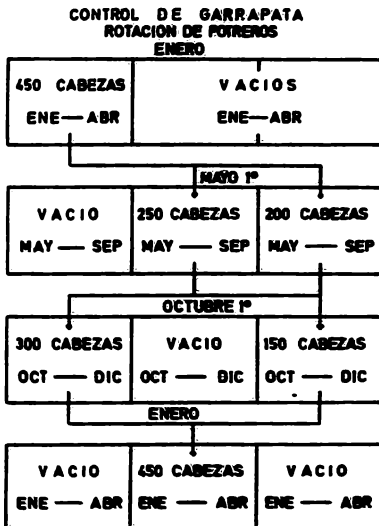 CONTROL DE GARRAPATA
ROTACION DE POTREROS
ENERO
450 CABEZAS
ENE — ABR
VACIOS
ENE — ABR
MAYO 1º
VACIO
MAY — SEP
250 CABEZAS
MAY — SEP
200 CABEZAS
MAY — SEP
OCTUBRE 1º
300 CABEZAS
OCT — DIC
VACIO
OCT — DIC
150 CABEZAS
OCT — DIC
ENERO
VACIO
ENE — ABR
450 CABEZAS
ENE — ABR
VACIO
ENE — ABR